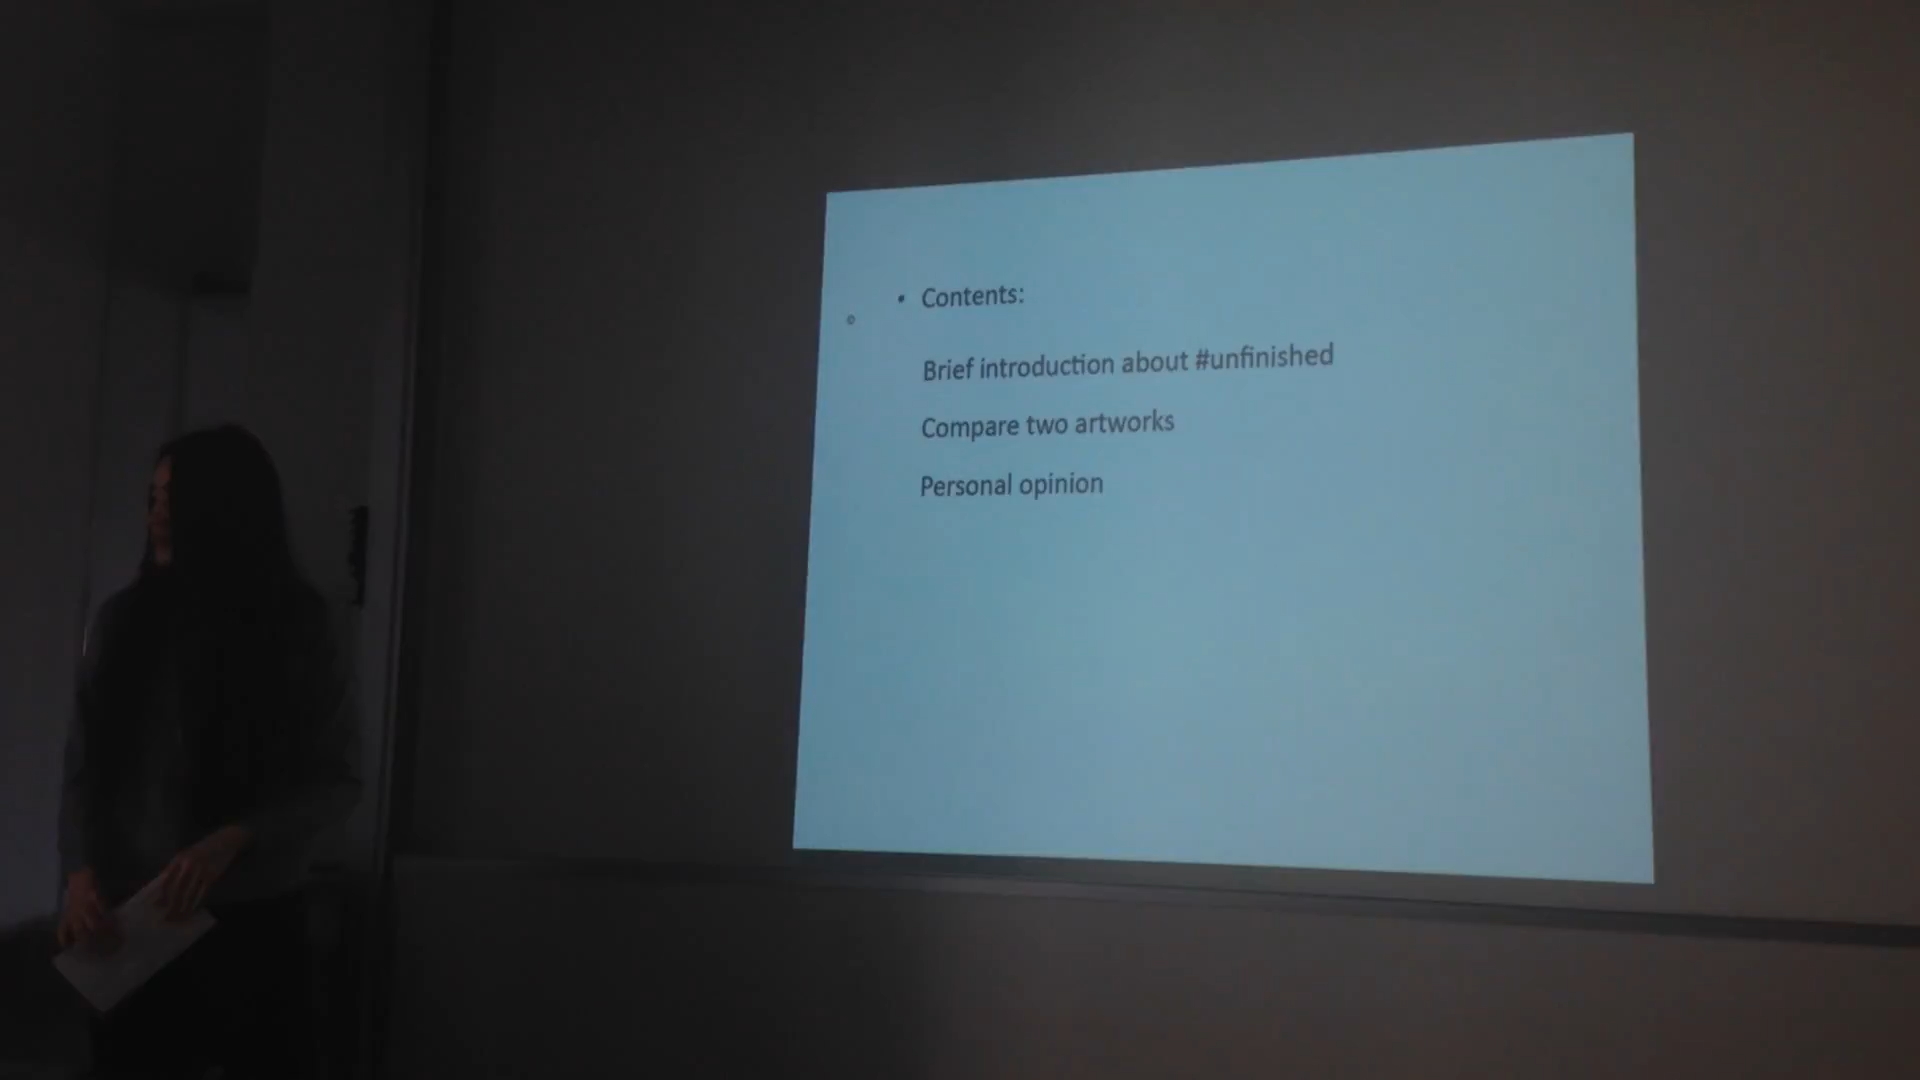 • Contents:
Brief introduction about #unfinished
Compare two artworks
Personal opinion